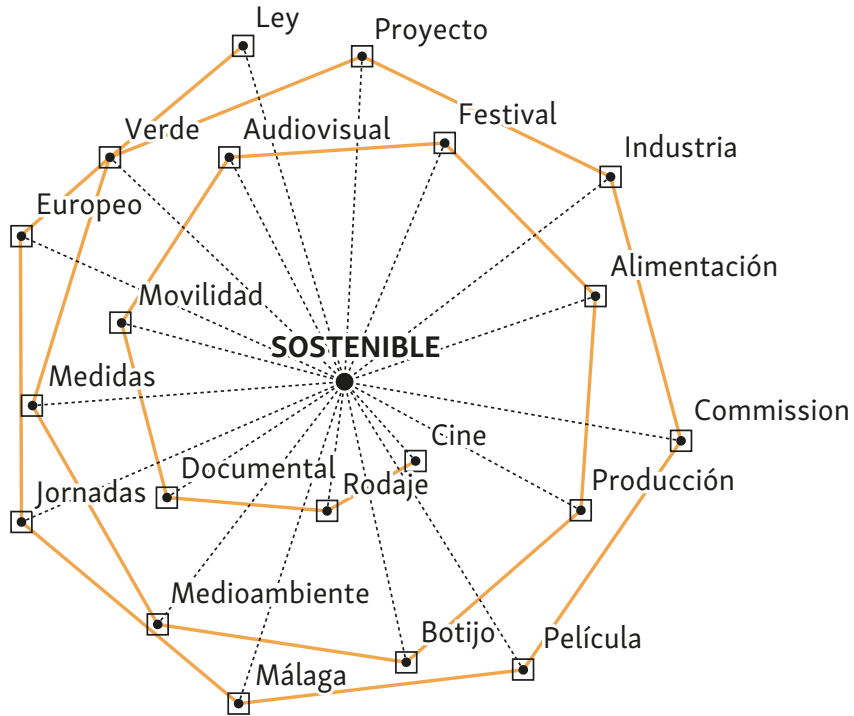 Ley
Proyecto
Verde
Audiovisual
Festival
Industria
Europeo
Alimentación
Movilidad
SOSTENIBLE
Medidas
Commission
Cine
Documental
Rodaje
Producción
Jornadas
Medioambiente
Botijo
Película
Málaga